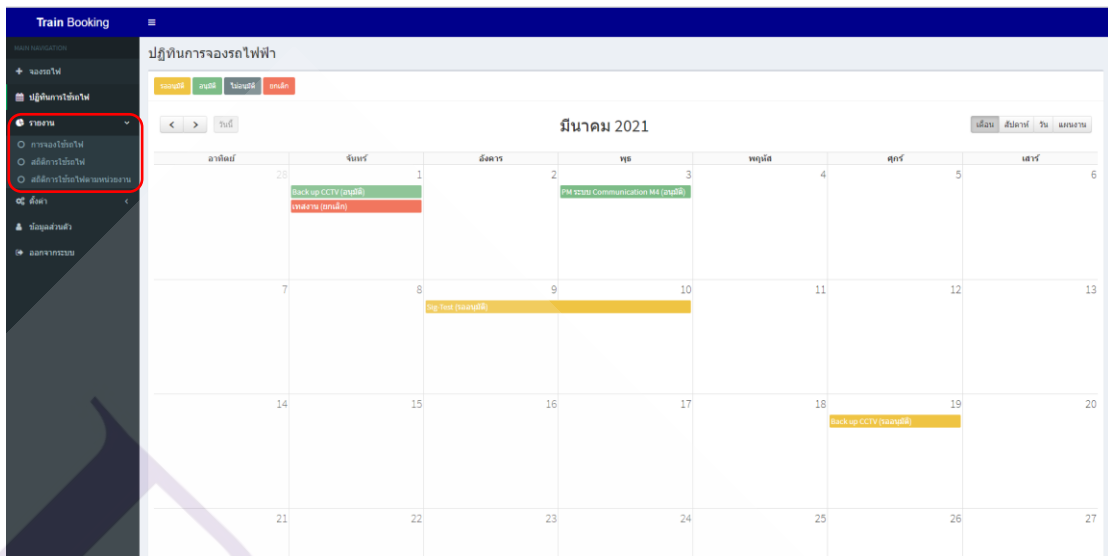 Train Booking
MAIN NAVIGATION
จองรถไฟ
ปฏิทินการใช้รถไฟ
รายงาน
การจองใช้รถไฟ
สถิติการใช้รถไฟ
สถิติการใช้รถไฟตามหน่วยงาน
ตั้งค่า
ข้อมูลส่วนตัว
ออกจากระบบ
ปฏิทินการจองรถไฟฟ้า
รออนุมัติ อนุมัติ ไม่อนุมัติ ยกเลิก
< > วันนี้ มีนาคม 2021 เดือน สัปดาห์ วัน แผนงาน
อาทิตย์ จันทร์ อังคาร พุธ พฤหัส ศุกร์ เสาร์
28 1 2 3 4 5 6
Back up CCTV (อนุมัติ) PM ระบบ Communication M4 (อนุมัติ)
เทสงาน (ยกเลิก)
7 8 9 10 11 12 13
Sig-Test (รออนุมัติ)
14 15 16 17 18 19 20
Back up CCTV (รออนุมัติ)
21 22 23 24 25 26 27